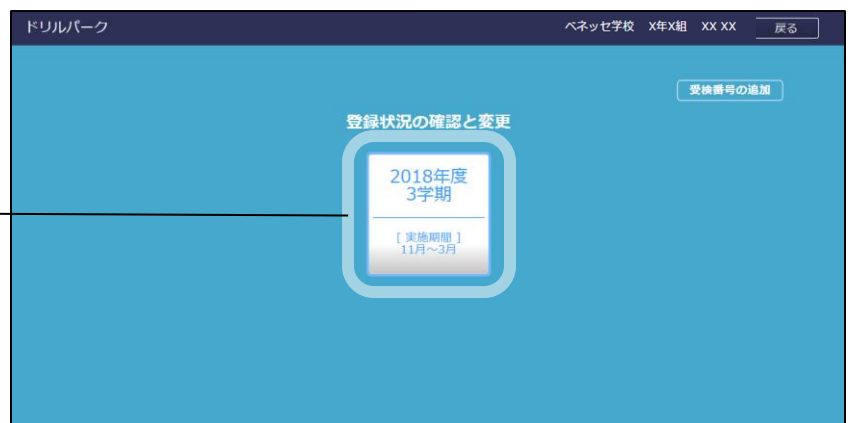 ドリルパーク
ベネッセ学校 X年X組 XX XX 戻る
受検番号の追加
登録状況の確認と変更
2018年度
3学期
[ 実施期間 ]
11月～3月